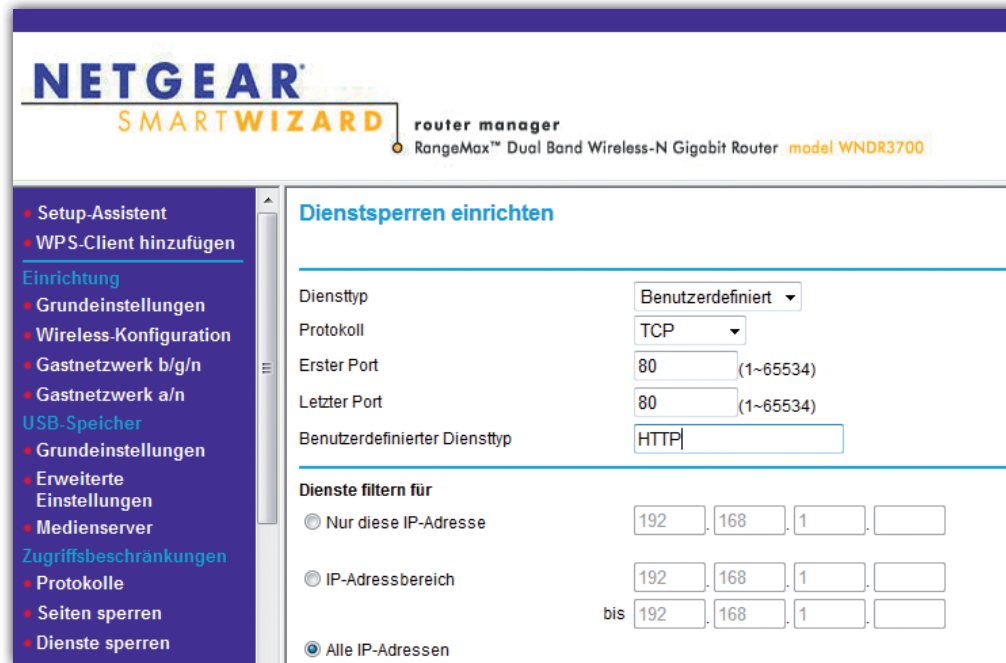 NETGEAR®
SMARTWIZARD
router manager
RangeMax™ Dual Band Wireless-N Gigabit Router model WNDR3700
Setup-Assistent
WPS-Client hinzufügen
Einrichtung
Grundeinstellungen
Wireless-Konfiguration
Gastnetzwerk b/g/n
Gastnetzwerk a/n
USB-Speicher
Grundeinstellungen
Erweiterte
Einstellungen
Medienserver
Zugriffsbeschränkungen
Protokolle
Seiten sperren
Dienste sperren
Dienstsperren einrichten
Diensttyp Benutzerdefiniert
Protokoll TCP
Erster Port 80 (1~65534)
Letzter Port 80 (1~65534)
Benutzerdefinierter Diensttyp HTTP
Dienste filtern für
Nur diese IP-Adresse 192 . 168 . 1 .
IP-Adressbereich 192 . 168 . 1 .
bis 192 . 168 . 1 .
Alle IP-Adressen